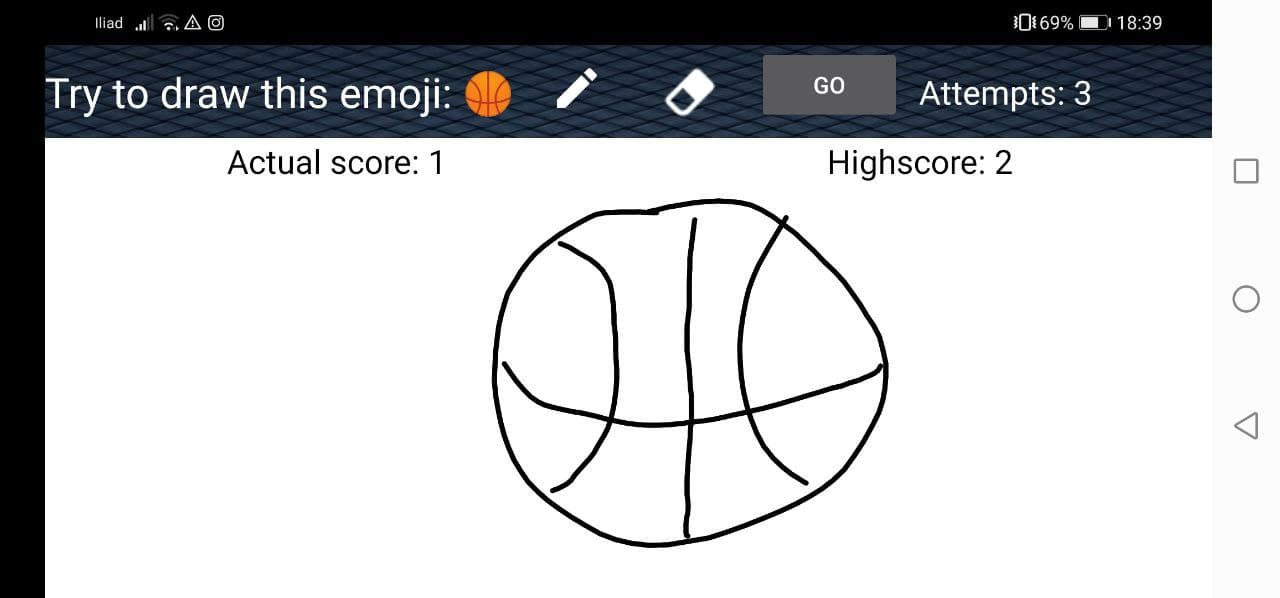 Iliad 69% 18:39
Try to draw this emoji: 🏀 GO Attempts: 3
Actual score: 1 Highscore: 2